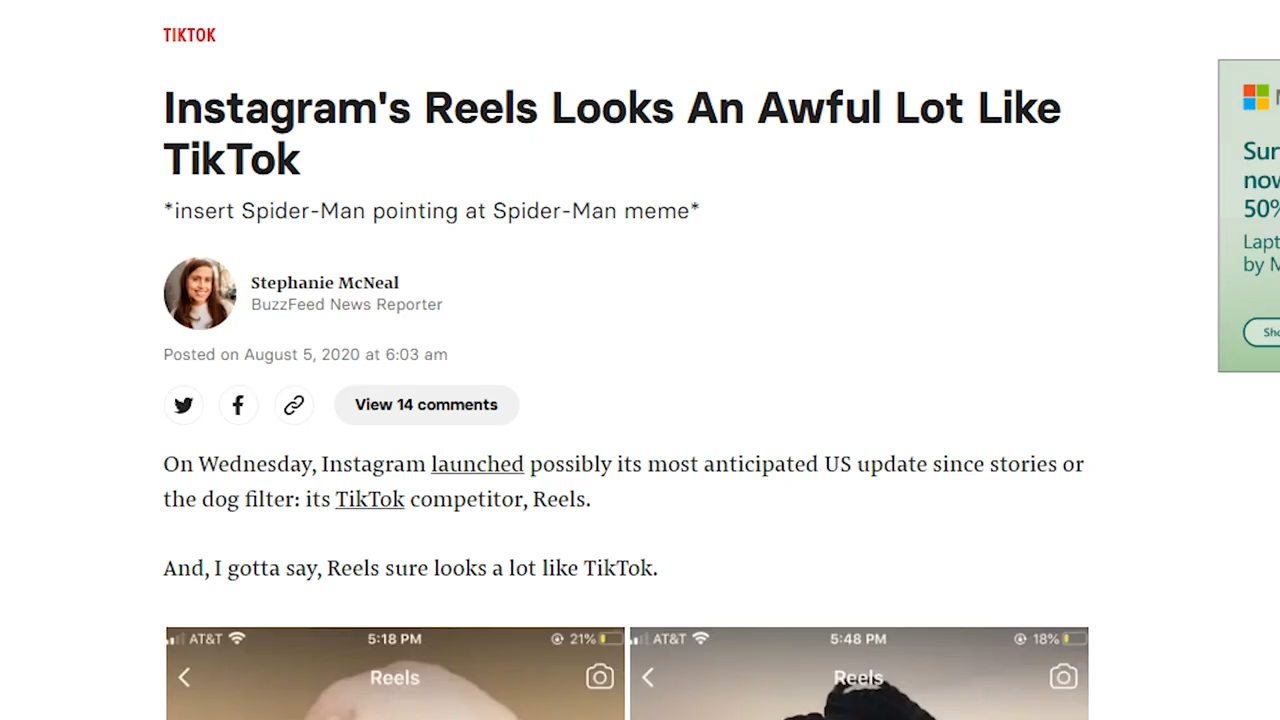 TIKTOK
Instagram's Reels Looks An Awful Lot Like
TikTok
*insert Spider-Man pointing at Spider-Man meme*
Stephanie McNeal
BuzzFeed News Reporter
Posted on August 5, 2020 at 6:03 am
View 14 comments
On Wednesday, Instagram launched possibly its most anticipated US update since stories or
the dog filter: its TikTok competitor, Reels.
And, I gotta say, Reels sure looks a lot like TikTok.
AT&T 5:18 PM 21%
Reels
AT&T 5:48 PM 18%
Reels
50%
by